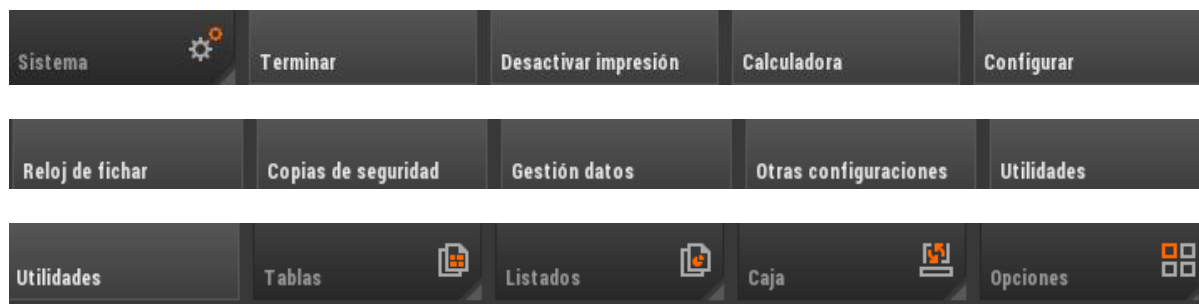 Sistema Terminar Desactivar impresión Calculadora Configurar
Reloj de fichar Copias de seguridad Gestión datos Otras configuraciones Utilidades
Utilidades Tablas Listados Caja Opciones